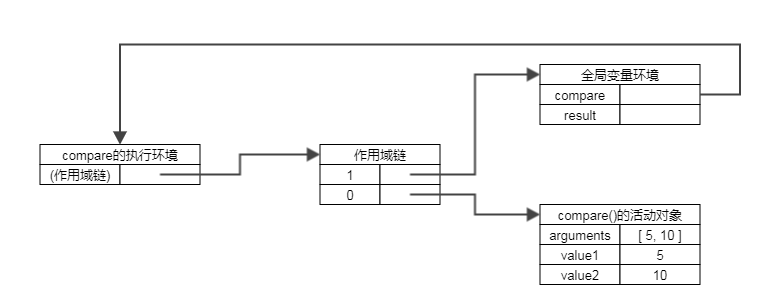 全局变量环境
compare
result
compare的执行环境
(作用域链)
作用域链
1
0
compare()的活动对象
arguments [ 5, 10 ]
value1 5
value2 10